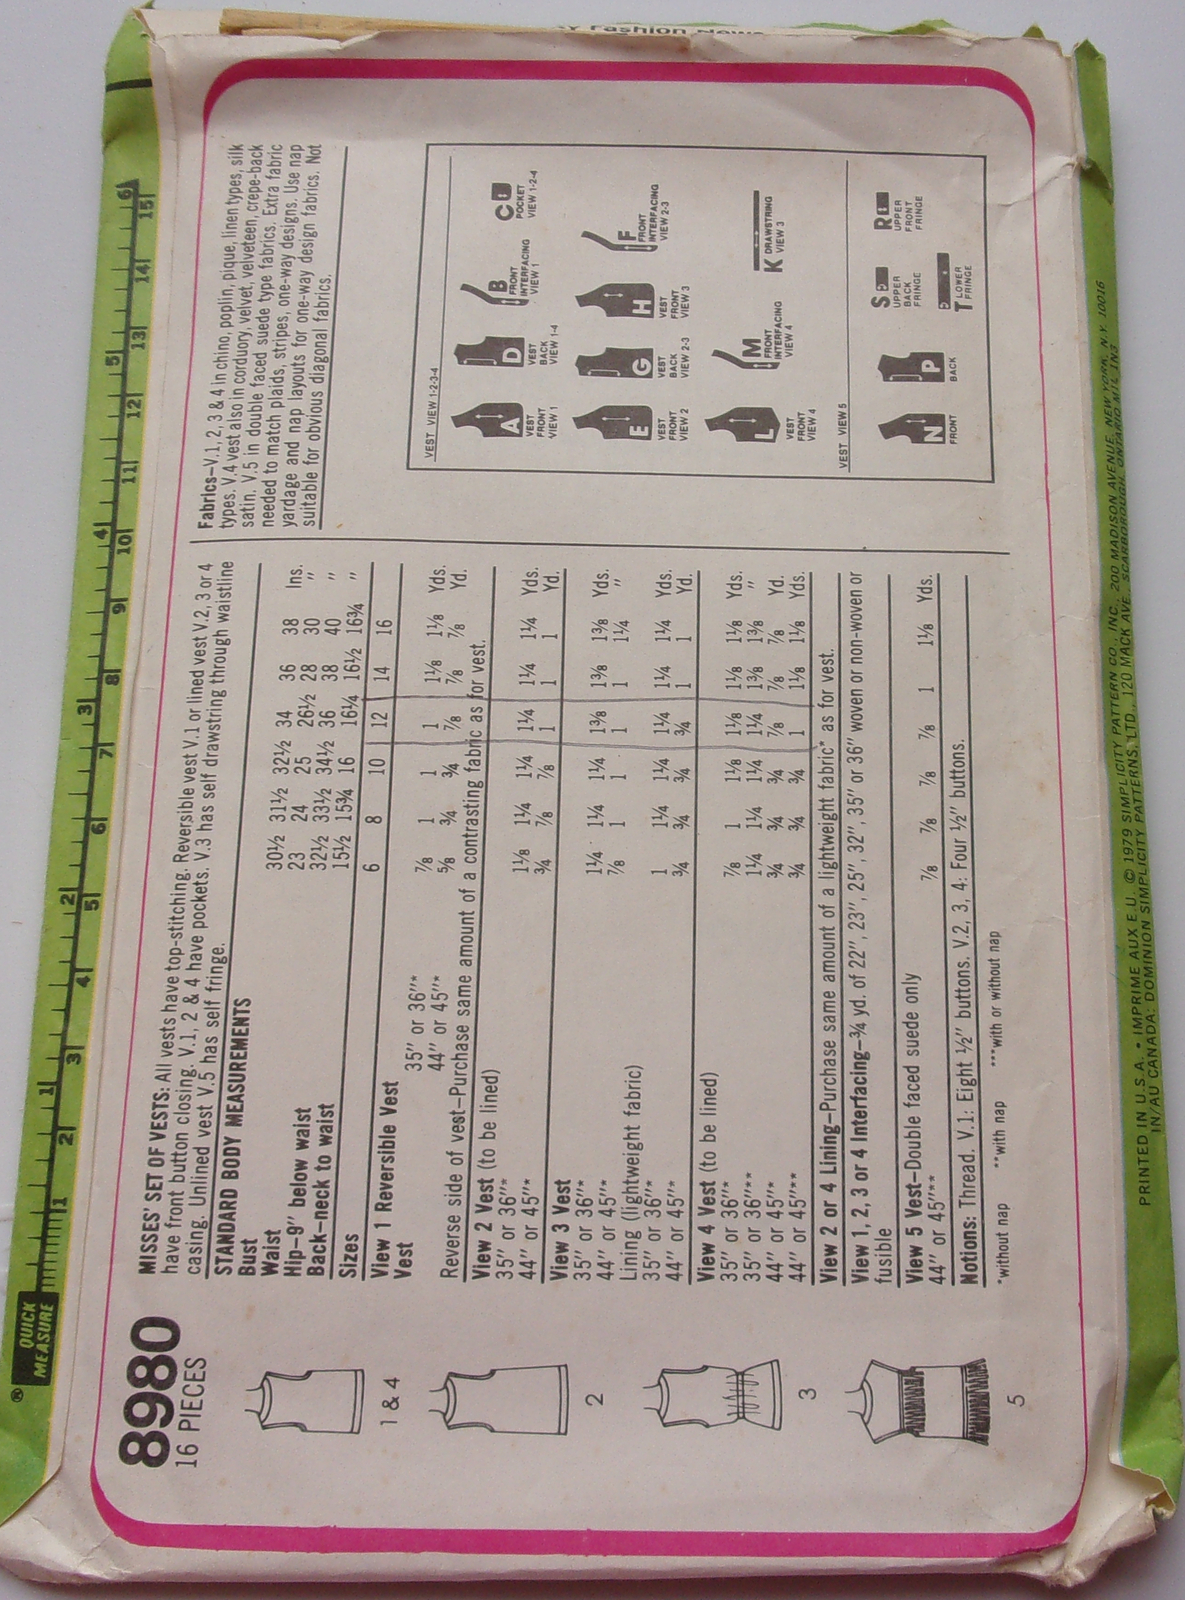 QUICK
MEASURE
®
1 2 3 4 5 6
1 2 3 4 5 6 7 8 9 10 11 12 13 14 15
Fashion News
8980
16 PIECES
1 & 4
2
3
5
MISSES' SET OF VESTS: All vests have top-stitching. Reversible vest V.1 or lined vest V.2, 3 or 4
have front button closing. V.1, 2 & 4 have pockets. V.3 has self drawstring through waistline
casing. Unlined vest V.5 has self fringe.
STANDARD BODY MEASUREMENTS
Bust 30½ 31½ 32½ 34 36 38 Ins.
Waist 23 24 25 26½ 28 30 "
Hip-9" below waist 32½ 33½ 34½ 36 38 40 "
Back-neck to waist 15½ 15¾ 16 16¼ 16½ 16¾ "
Sizes 6 8 10 12 14 16
View 1 Reversible Vest
Vest
35" or 36"* ⅞ 1 1 1 1⅛ 1⅛ Yds.
44" or 45"* ⅝ ¾ ¾ ⅞ ⅞ ⅞ Yd.
Reverse side of vest—Purchase same amount of a contrasting fabric as for vest.
View 2 Vest (to be lined)
35" or 36"* 1⅛ 1¼ 1¼ 1¼ 1¼ 1¼ Yds.
44" or 45"* ¾ ⅞ ⅞ 1 1 1 Yd.
View 3 Vest
35" or 36"* 1¼ 1¼ 1¼ 1⅜ 1⅜ 1⅜ Yds.
44" or 45"* ⅞ 1 1 1 1 1¼ "
Lining (lightweight fabric)
35" or 36"* 1 1¼ 1¼ 1¼ 1¼ 1¼ Yds.
44" or 45"* ¾ ¾ ¾ ¾ 1 1 Yd.
View 4 Vest (to be lined)
35" or 36"* ⅞ 1 1⅛ 1⅛ 1⅛ 1⅛ Yds.
35" or 36"** 1¼ 1¼ 1¼ 1¼ 1⅜ 1⅜ "
44" or 45"* ¾ ¾ ¾ ⅞ ⅞ ⅞ Yd.
44" or 45"** ¾ ¾ ¾ 1 1⅛ 1⅛ Yds.
View 2 or 4 Lining—Purchase same amount of a lightweight fabric* as for vest.
View 1, 2, 3 or 4 Interfacing—¾ yd. of 22", 23", 25", 32", 35" or 36" woven or non-woven or
fusible
View 5 Vest—Double faced suede only
44" or 45"** ⅞ ⅞ ⅞ ⅞ 1 1⅛ Yds.
Notions: Thread. V.1: Eight ½" buttons. V.2, 3, 4: Four ½" buttons.
*without nap **with nap ***with or without nap
Fabrics—V.1, 2, 3 & 4 in chino, poplin, pique, linen types, silk
types. V.4 vest also in corduroy, velvet, velveteen, crepe-back
satin. V.5 in double faced suede type fabrics. Extra fabric
needed to match plaids, stripes, one-way designs. Use nap
yardage and nap layouts for one-way design fabrics. Not
suitable for obvious diagonal fabrics.
VEST VIEW 1-2-3-4
A VEST FRONT VIEW 1
D VEST BACK VIEW 1-4
B FRONT INTERFACING VIEW 1
C POCKET VIEW 1-2-4
E VEST FRONT VIEW 2
G VEST BACK VIEW 2-3
H VEST FRONT VIEW 3
F FRONT INTERFACING VIEW 2-3
L VEST FRONT VIEW 4
M FRONT INTERFACING VIEW 4
K DRAWSTRING VIEW 3
VEST VIEW 5
N FRONT
P BACK
S UPPER BACK FRINGE
R UPPER FRONT FRINGE
T LOWER FRINGE
PRINTED IN U.S.A. • IMPRIME AUX E.U. © 1979 SIMPLICITY PATTERN CO., INC., 200 MADISON AVENUE, NEW YORK, N.Y. 10016
IN/AU CANADA: DOMINION SIMPLICITY PATTERNS, LTD., 120 MACK AVE., SCARBOROUGH, ONTARIO M1L 1N3